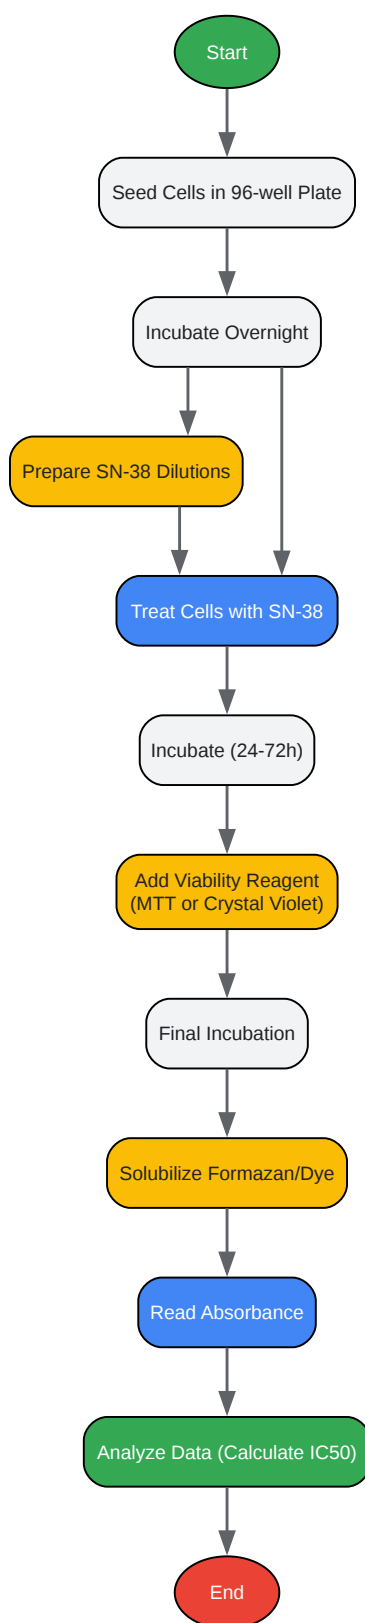 Start
Seed Cells in 96-well Plate
Incubate Overnight
Prepare SN-38 Dilutions
Treat Cells with SN-38
Incubate (24-72h)
Add Viability Reagent
(MTT or Crystal Violet)
Final Incubation
Solubilize Formazan/Dye
Read Absorbance
Analyze Data (Calculate IC50)
End